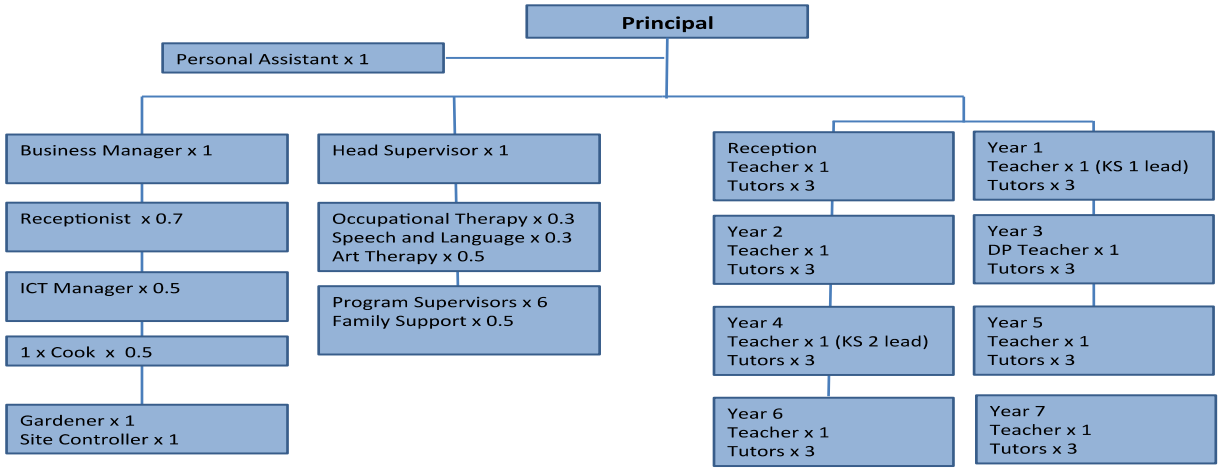 Principal
Personal Assistant x 1
Business Manager x 1
Receptionist x 0.7
ICT Manager x 0.5
1 x Cook x 0.5
Gardener x 1
Site Controller x 1
Head Supervisor x 1
Occupational Therapy x 0.3
Speech and Language x 0.3
Art Therapy x 0.5
Program Supervisors x 6
Family Support x 0.5
Reception
Teacher x 1
Tutors x 3
Year 2
Teacher x 1
Tutors x 3
Year 4
Teacher x 1 (KS 2 lead)
Tutors x 3
Year 6
Teacher x 1
Tutors x 3
Year 1
Teacher x 1 (KS 1 lead)
Tutors x 3
Year 3
DP Teacher x 1
Tutors x 3
Year 5
Teacher x 1
Tutors x 3
Year 7
Teacher x 1
Tutors x 3